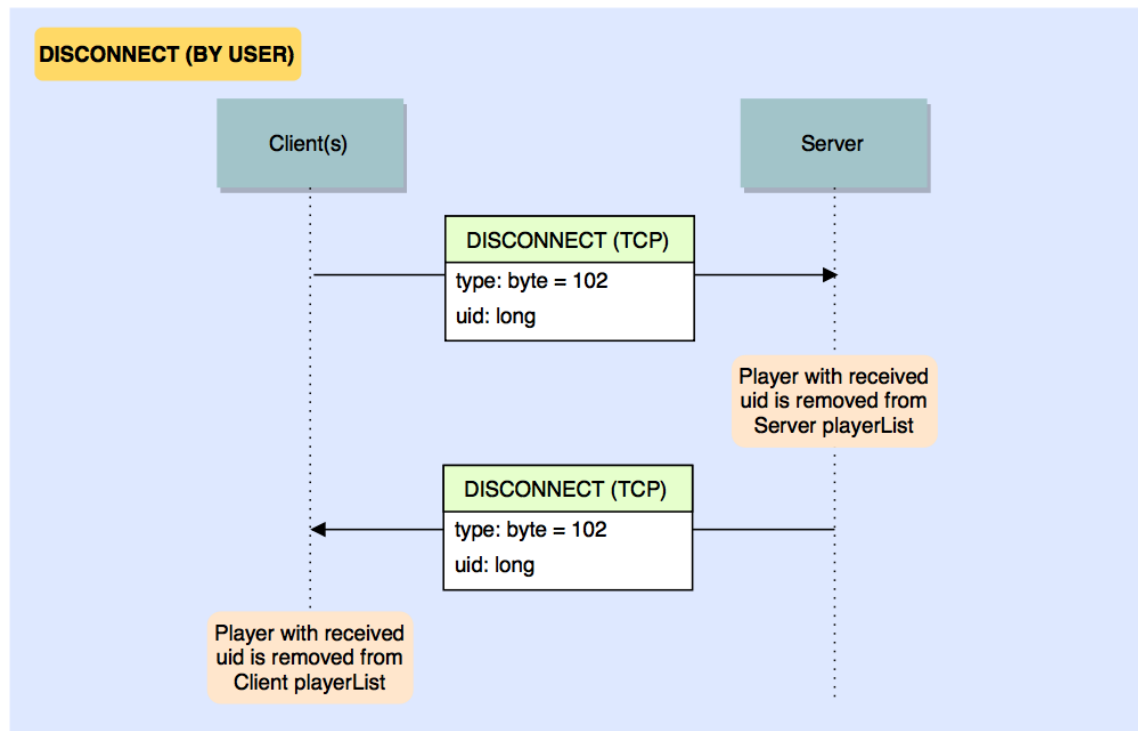 DISCONNECT (BY USER)
Client(s)
Server
DISCONNECT (TCP)
type: byte = 102
uid: long
Player with received
uid is removed from
Server playerList
DISCONNECT (TCP)
type: byte = 102
uid: long
Player with received
uid is removed from
Client playerList